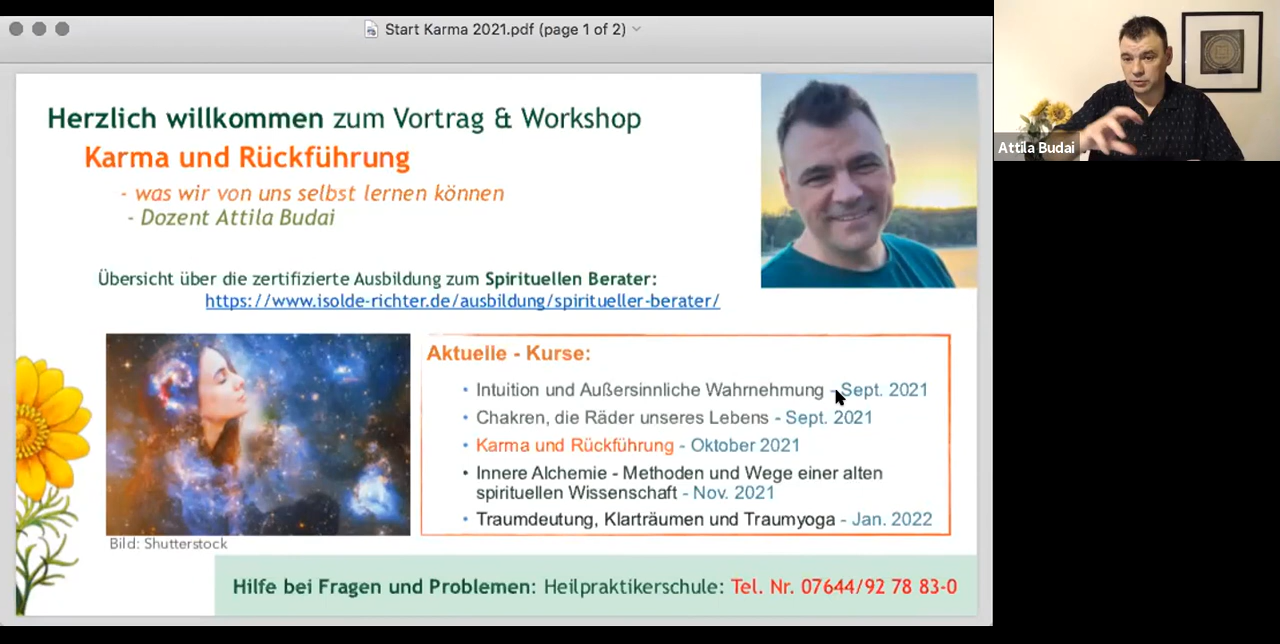 Start Karma 2021.pdf (page 1 of 2)
Herzlich willkommen zum Vortrag & Workshop
Karma und Rückführung
- was wir von uns selbst lernen können
- Dozent Attila Budai
Übersicht über die zertifizierte Ausbildung zum Spirituellen Berater:
https://www.isolde-richter.de/ausbildung/spiritueller-berater/
Aktuelle - Kurse:
• Intuition und Außersinnliche Wahrnehmung - Sept. 2021
• Chakren, die Räder unseres Lebens - Sept. 2021
• Karma und Rückführung - Oktober 2021
• Innere Alchemie - Methoden und Wege einer alten
spirituellen Wissenschaft - Nov. 2021
• Traumdeutung, Klarträumen und Traumyoga - Jan. 2022
Bild: Shutterstock
Hilfe bei Fragen und Problemen: Heilpraktikerschule: Tel. Nr. 07644/92 78 83-0
Attila Budai